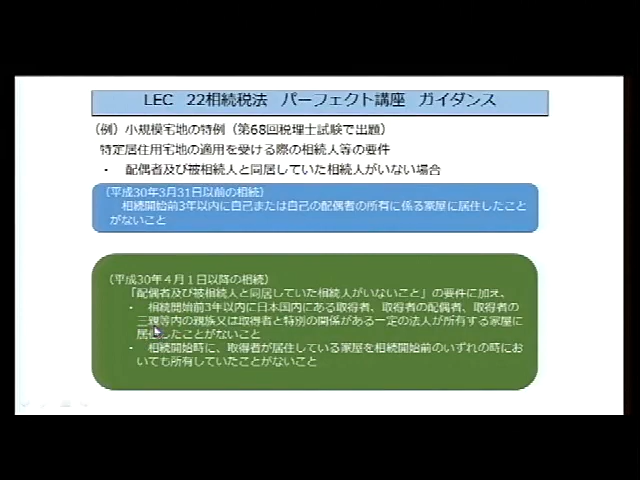 LEC　22相続税法　パーフェクト講座　ガイダンス
（例）小規模宅地の特例（第68回税理士試験で出題）
特定居住用宅地の適用を受ける際の相続人等の要件
・　配偶者及び被相続人と同居していた相続人がいない場合
（平成30年3月31日以前の相続）
相続開始前3年以内に自己または自己の配偶者の所有に係る家屋に居住したこと
がないこと
（平成30年４月１日以降の相続）
「配偶者及び被相続人と同居していた相続人がいないこと」の要件に加え、
・　相続開始前3年以内に日本国内にある取得者、取得者の配偶者、取得者の
三親等内の親族又は取得者と特別の関係がある一定の法人が所有する家屋に
居住したことがないこと
・　相続開始時に、取得者が居住している家屋を相続開始前のいずれの時にお
いても所有していたことがないこと